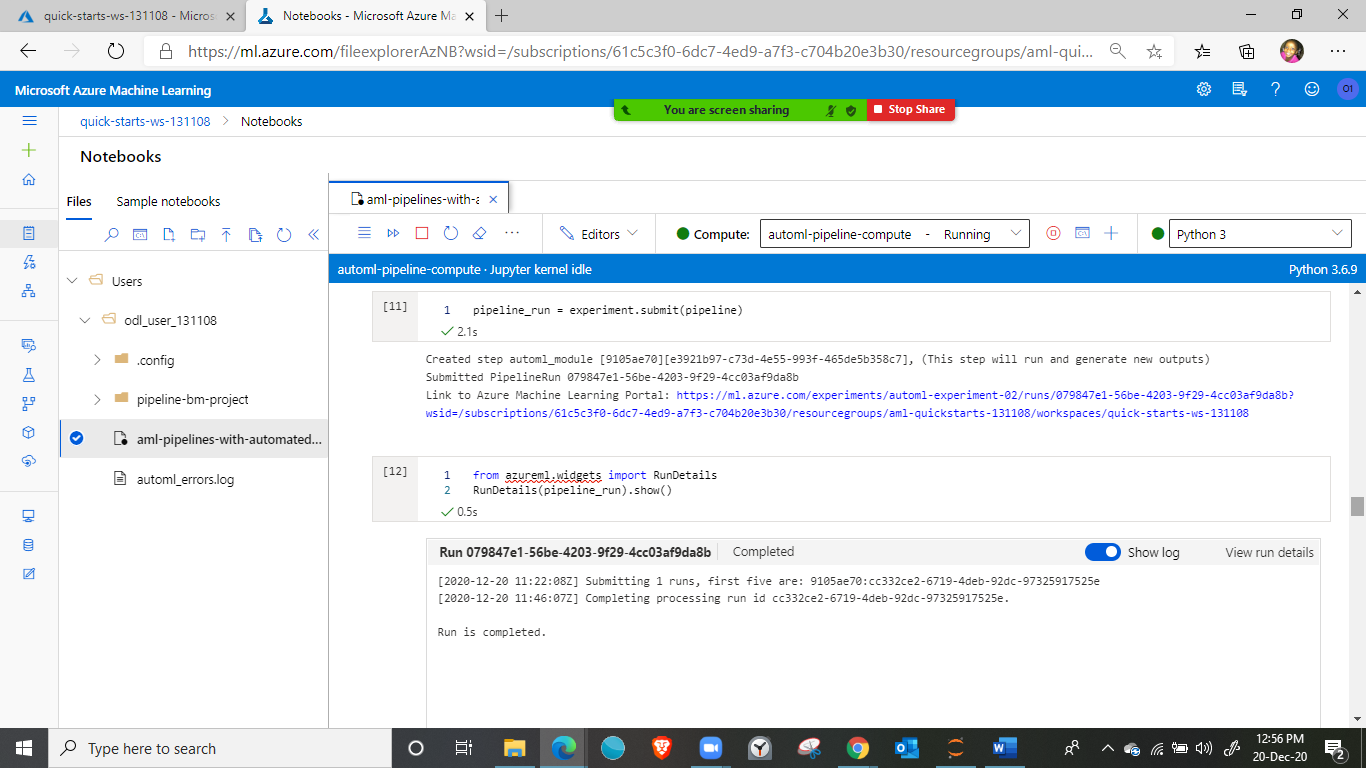 quick-starts-ws-131108 - Micros
Notebooks - Microsoft Azure Ma
https://ml.azure.com/fileexplorerAzNB?wsid=/subscriptions/61c5c3f0-6dc7-4ed9-a7f3-c704b20e3b30/resourcegroups/aml-qui...
Microsoft Azure Machine Learning
O1
You are screen sharing
Stop Share
quick-starts-ws-131108 > Notebooks
Notebooks
Files
Sample notebooks
aml-pipelines-with-a
Editors
Compute:
automl-pipeline-compute - Running
Python 3
automl-pipeline-compute · Jupyter kernel idle
Python 3.6.9
Users
odl_user_131108
.config
pipeline-bm-project
aml-pipelines-with-automated...
automl_errors.log
[11]
1 pipeline_run = experiment.submit(pipeline)
2.1s
Created step automl_module [9105ae70][e3921b97-c73d-4e55-993f-465de5b358c7], (This step will run and generate new outputs)
Submitted PipelineRun 079847e1-56be-4203-9f29-4cc03af9da8b
Link to Azure Machine Learning Portal: https://ml.azure.com/experiments/automl-experiment-02/runs/079847e1-56be-4203-9f29-4cc03af9da8b?
wsid=/subscriptions/61c5c3f0-6dc7-4ed9-a7f3-c704b20e3b30/resourcegroups/aml-quickstarts-131108/workspaces/quick-starts-ws-131108
[12]
1 from azureml.widgets import RunDetails
2 RunDetails(pipeline_run).show()
0.5s
Run 079847e1-56be-4203-9f29-4cc03af9da8b
Completed
Show log
View run details
[2020-12-20 11:22:08Z] Submitting 1 runs, first five are: 9105ae70:cc332ce2-6719-4deb-92dc-97325917525e
[2020-12-20 11:46:07Z] Completing processing run id cc332ce2-6719-4deb-92dc-97325917525e.
Run is completed.
Type here to search
12:56 PM
20-Dec-20
2